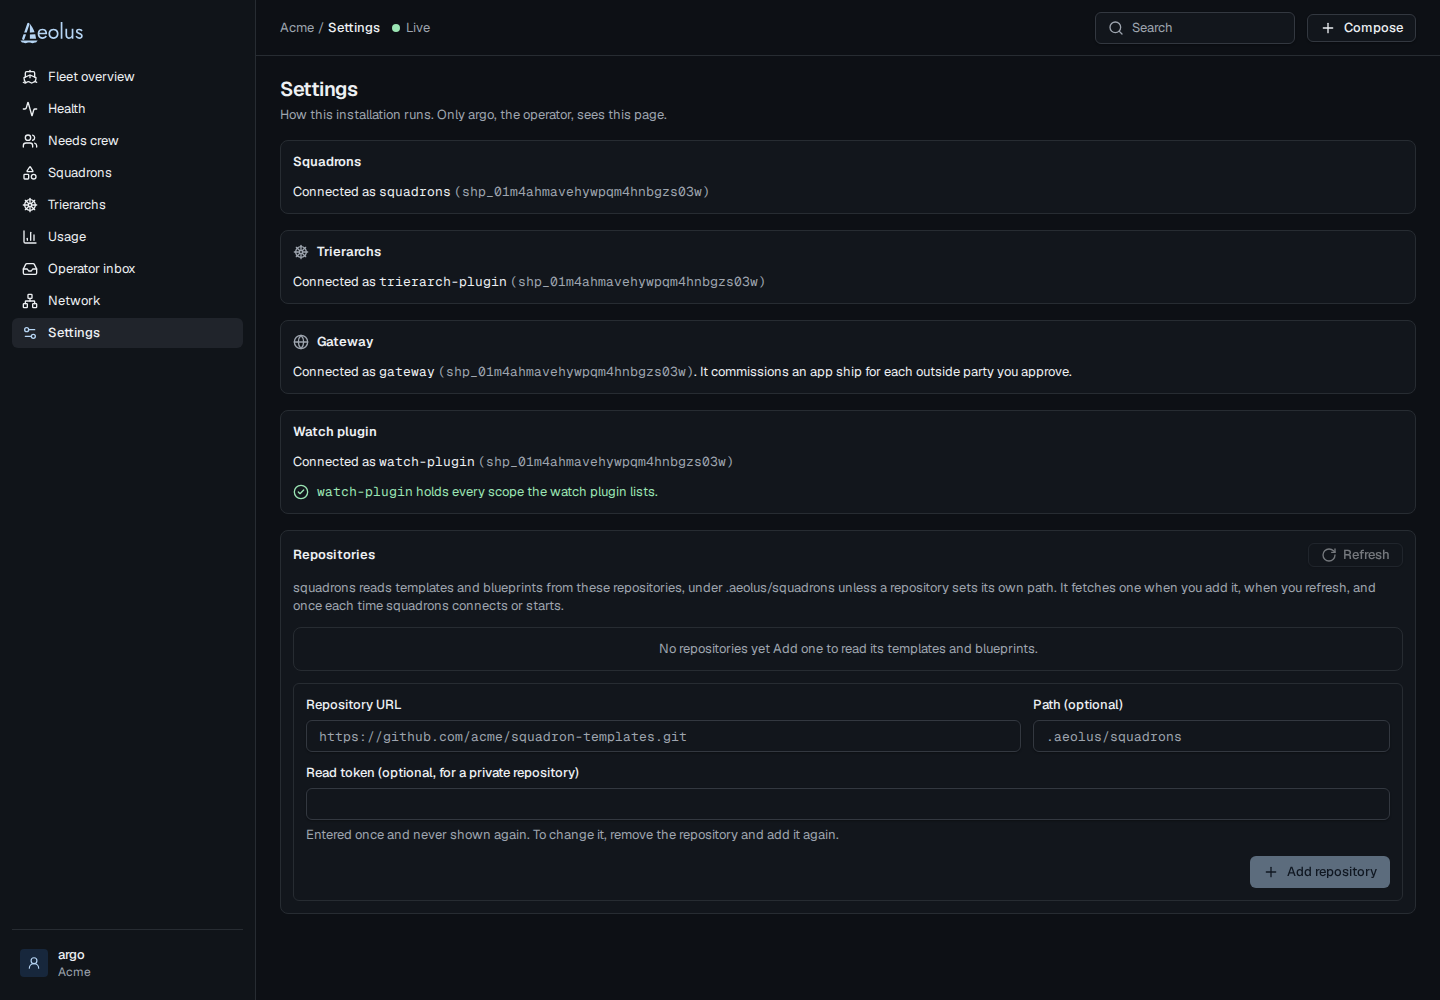 Aeolus
Acme / Settings Live
Search
Compose
Fleet overview
Health
Needs crew
Squadrons
Trierarchs
Usage
Operator inbox
Network
Settings
argo
Acme
Settings
How this installation runs. Only argo, the operator, sees this page.
Squadrons
Connected as squadrons (shp_01m4ahmavehywpqm4hnbgzs03w)
Trierarchs
Connected as trierarch-plugin (shp_01m4ahmavehywpqm4hnbgzs03w)
Gateway
Connected as gateway (shp_01m4ahmavehywpqm4hnbgzs03w). It commissions an app ship for each outside party you approve.
Watch plugin
Connected as watch-plugin (shp_01m4ahmavehywpqm4hnbgzs03w)
watch-plugin holds every scope the watch plugin lists.
Repositories
Refresh
squadrons reads templates and blueprints from these repositories, under .aeolus/squadrons unless a repository sets its own path. It fetches one when you add it, when you refresh, and
once each time squadrons connects or starts.
No repositories yet Add one to read its templates and blueprints.
Repository URL
Path (optional)
https://github.com/acme/squadron-templates.git
.aeolus/squadrons
Read token (optional, for a private repository)
Entered once and never shown again. To change it, remove the repository and add it again.
Add repository